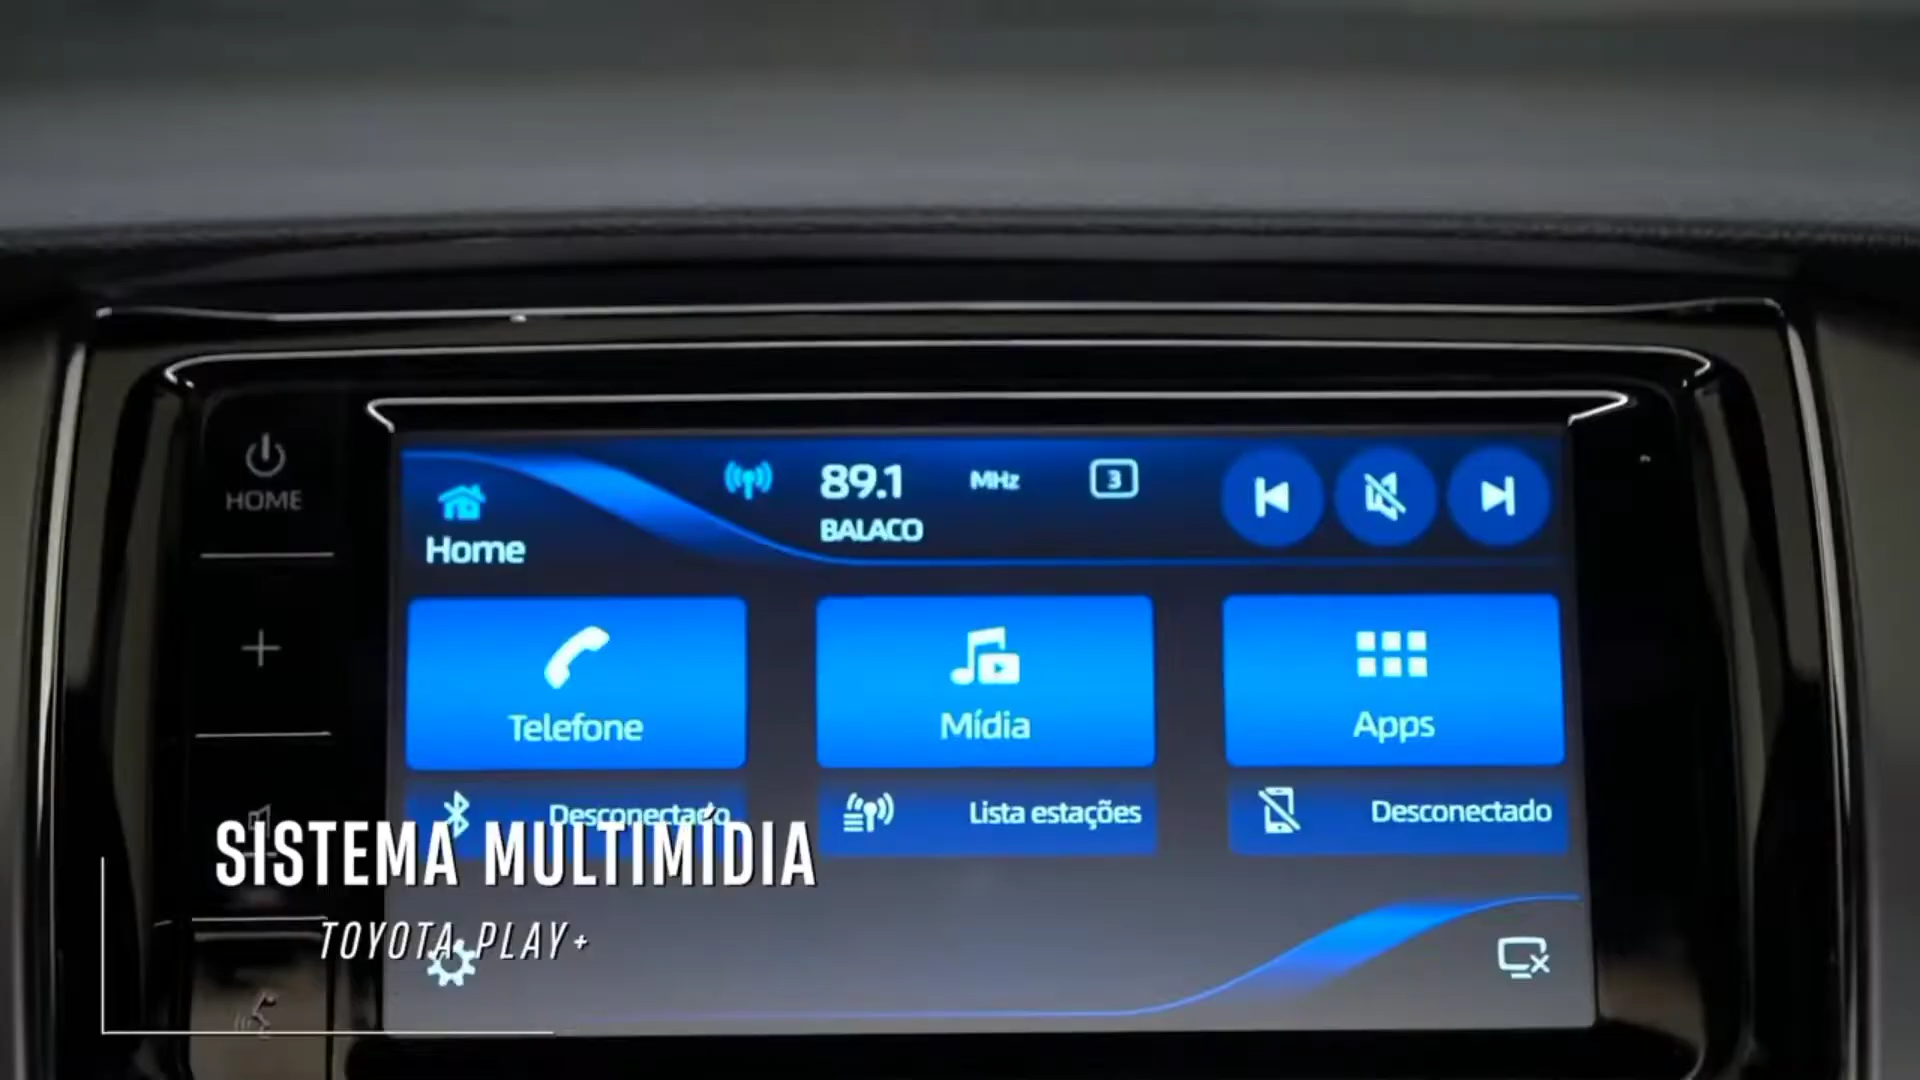 HOME
Home
89.1 MHz 3
BALACO
Telefone
Mídia
Apps
Desconectado
Lista estações
Desconectado
SISTEMA MULTIMÍDIA
TOYOTA PLAY+